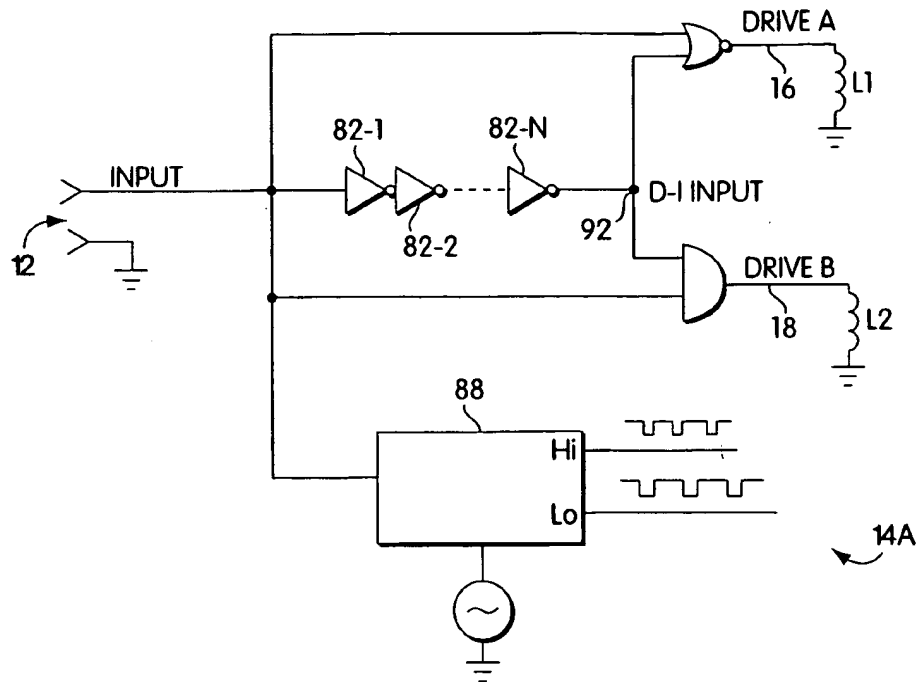 DRIVE A
16
L1
82-1
82-N
INPUT
D-I INPUT
92
82-2
12
DRIVE B
18
L2
88
Hi
Lo
14A